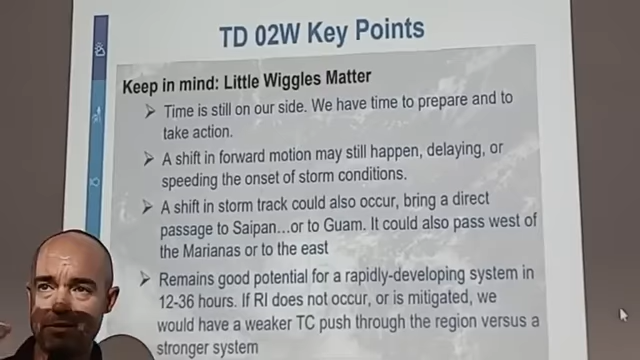 TD 02W Key Points
Keep in mind: Little Wiggles Matter
Time is still on our side. We have time to prepare and to
take action.
A shift in forward motion may still happen, delaying, or
speeding the onset of storm conditions.
A shift in storm track could also occur, bring a direct
passage to Saipan...or to Guam. It could also pass west of
the Marianas or to the east
Remains good potential for a rapidly-developing system in
12-36 hours. If RI does not occur, or is mitigated, we
would have a weaker TC push through the region versus a
stronger system